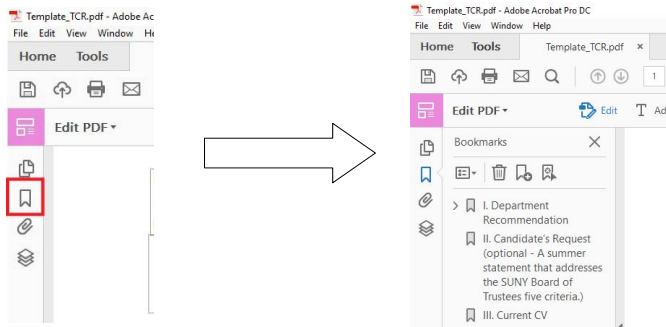 Template_TCR.pdf - Adobe Ac
File Edit View Window He
Home Tools
Edit PDF
Template_TCR.pdf - Adobe Acrobat Pro DC
File Edit View Window Help
Home Tools Template_TCR.pdf ×
1
Edit PDF Edit T Ad
Bookmarks
I. Department
Recommendation
II. Candidate's Request
(optional - A summer
statement that addresses
the SUNY Board of
Trustees five criteria.)
III. Current CV